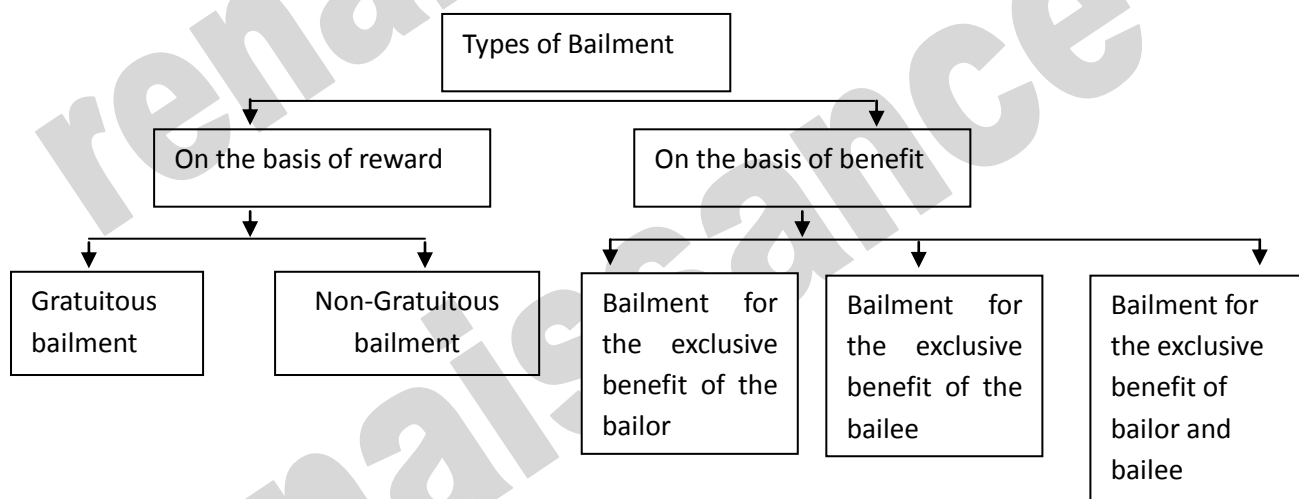 Types of Bailment
On the basis of reward
On the basis of benefit
Gratuitous
bailment
Non-Gratuitous
bailment
Bailment for
the exclusive
benefit of the
bailor
Bailment for
the exclusive
benefit of the
bailee
Bailment for
the exclusive
benefit of
bailor and
bailee
renaissance